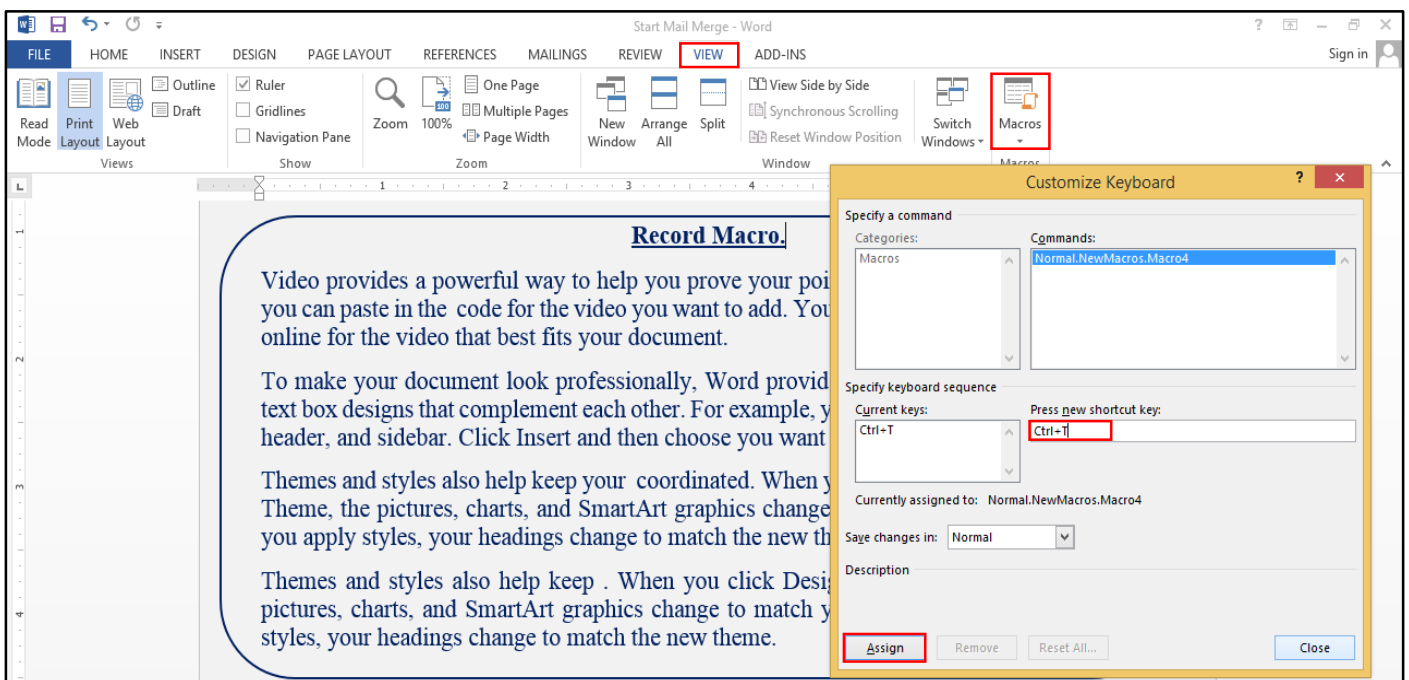 Start Mail Merge - Word
FILE HOME INSERT DESIGN PAGE LAYOUT REFERENCES MAILINGS REVIEW VIEW ADD-INS Sign in
Read Mode
Print Layout
Web Layout
Outline
Draft
Views
Ruler
Gridlines
Navigation Pane
Show
Zoom
100%
One Page
Multiple Pages
Page Width
Zoom
New Window
Arrange All
Split
View Side by Side
Synchronous Scrolling
Reset Window Position
Switch Windows
Window
Macros
Macros
1 2 3 4
1
2
3
4
Record Macro.
Video provides a powerful way to help you prove your poi
you can paste in the code for the video you want to add. You
online for the video that best fits your document.
To make your document look professionally, Word provid
text box designs that complement each other. For example, y
header, and sidebar. Click Insert and then choose you want
Themes and styles also help keep your coordinated. When y
Theme, the pictures, charts, and SmartArt graphics change
you apply styles, your headings change to match the new th
Themes and styles also help keep . When you click Desig
pictures, charts, and SmartArt graphics change to match y
styles, your headings change to match the new theme.
Customize Keyboard
Specify a command
Categories:
Macros
Commands:
Normal.NewMacros.Macro4
Specify keyboard sequence
Current keys:
Ctrl+T
Press new shortcut key:
Ctrl+T
Currently assigned to: Normal.NewMacros.Macro4
Save changes in: Normal
Description
Assign Remove Reset All... Close